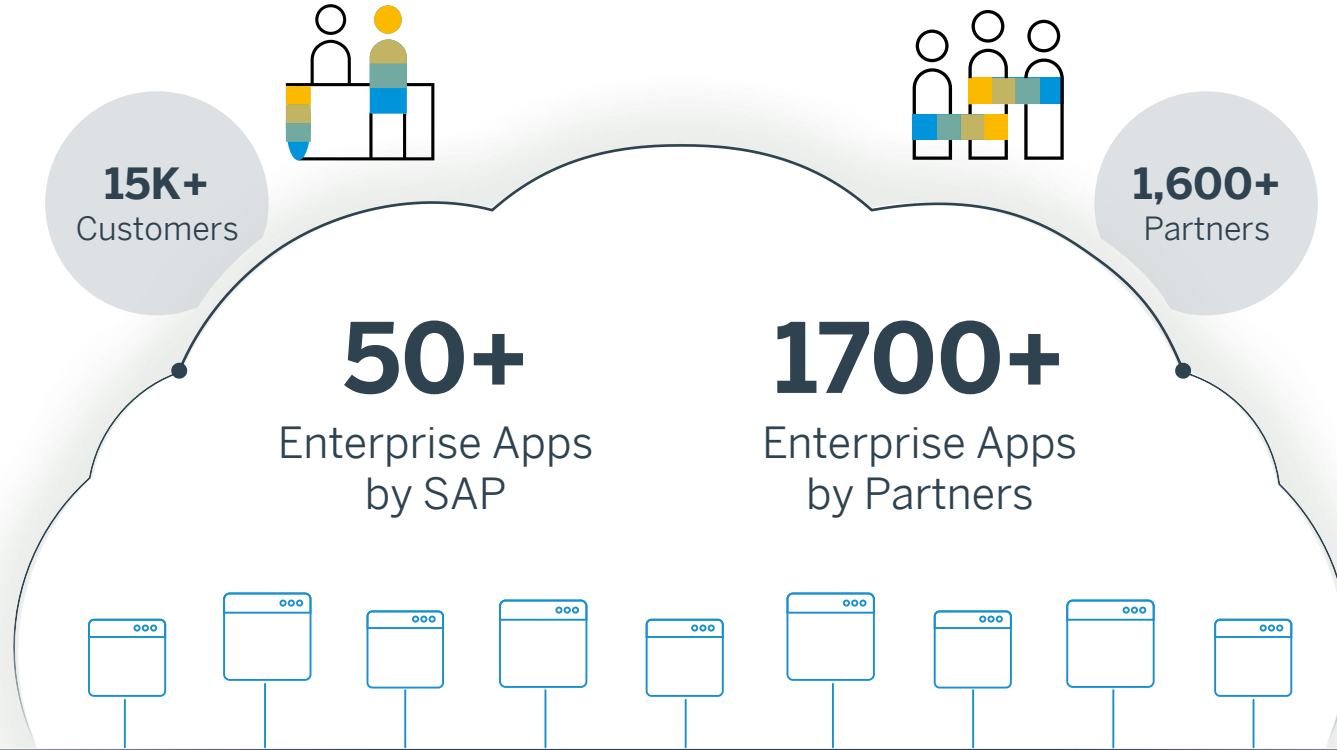 15K+
Customers
1,600+
Partners
50+
Enterprise Apps
by SAP
1700+
Enterprise Apps
by Partners